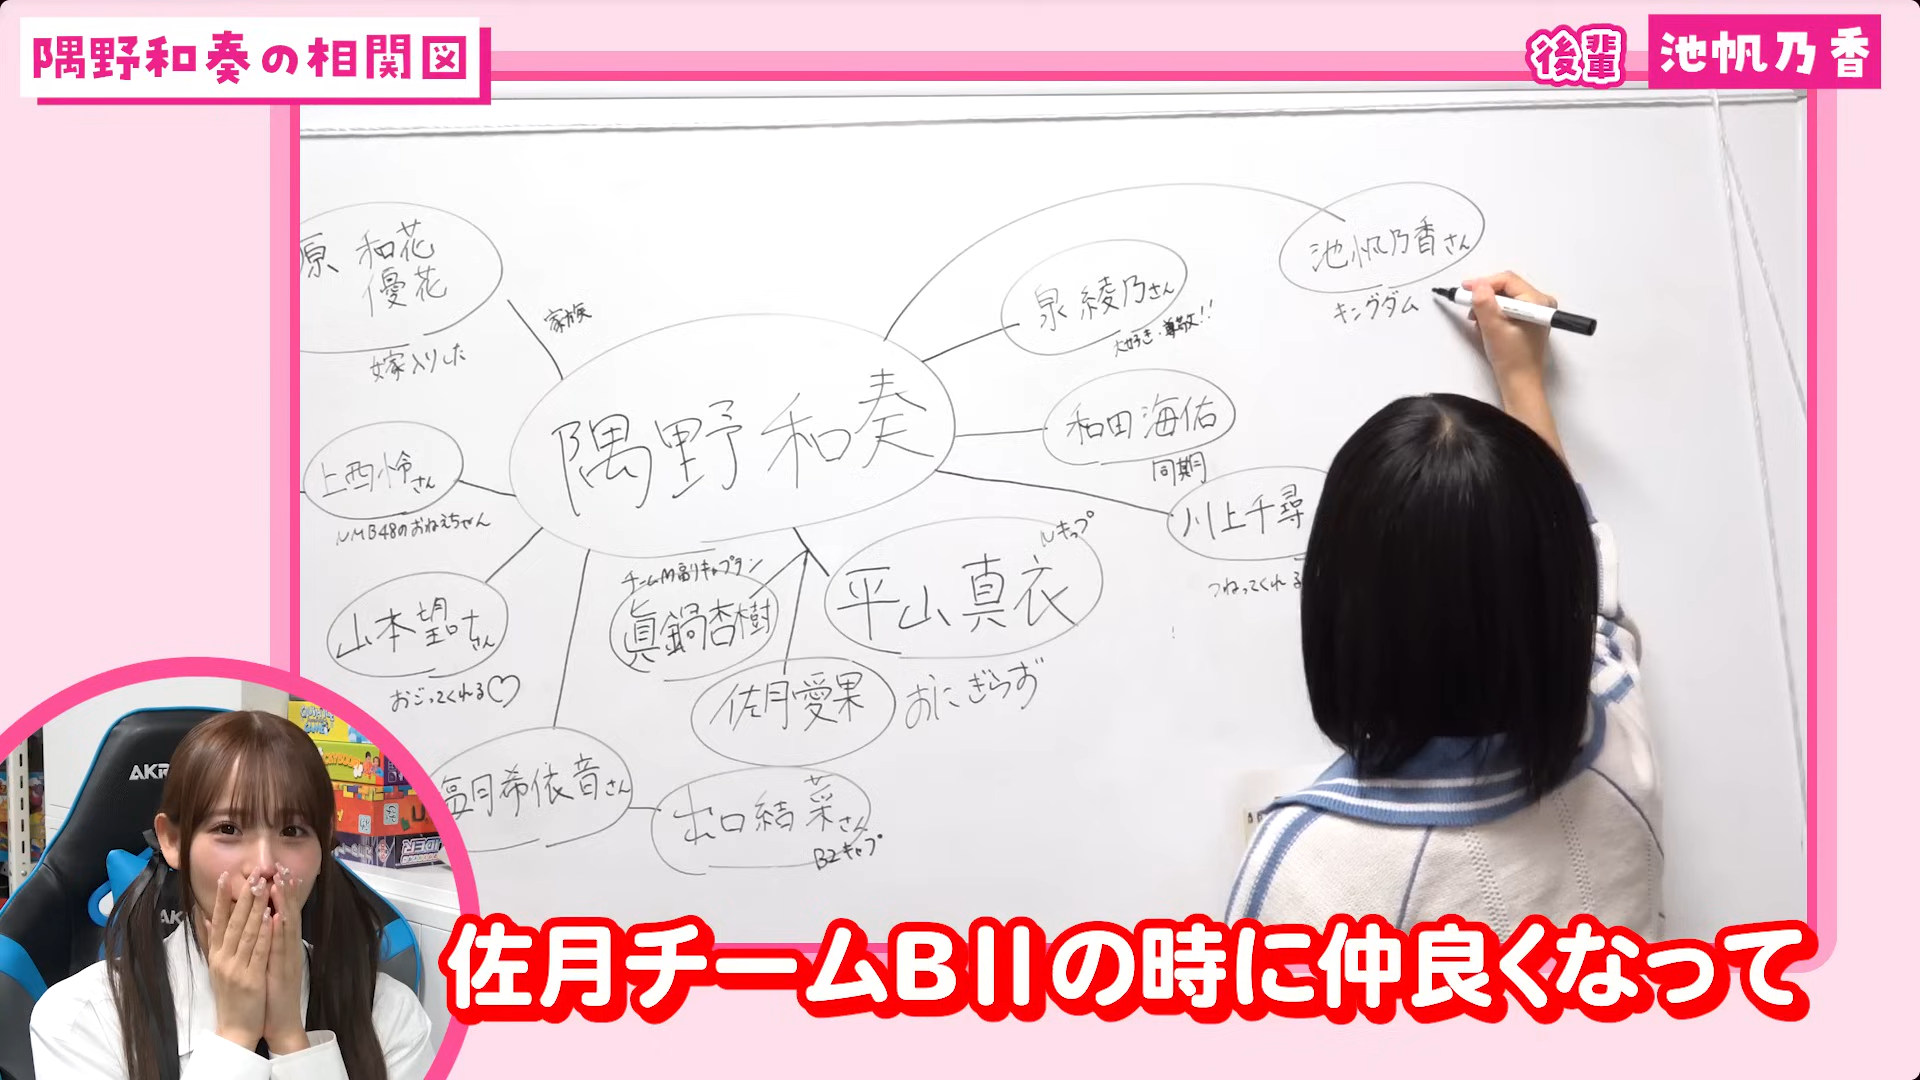 隅野和奏の相関図
後輩
池帆乃香
原 和花
優花
嫁入りした
家族
泉 綾乃さん
大好き・尊敬!!
池帆乃香さん
キングダム
隅野和奏
上西怜さん
NMB48のおねえちゃん
和田海佑
同期
川上千尋
つねってくれる
山本望叶さん
おごってくれる♡
チームM副キャプテン
眞鍋杏樹
平山真衣
Nキャプ
おにぎらず
佐月愛果
塩月希依音さん
出口結菜さん
B2キャプ
AKR
AK
佐月チームBⅡの時に仲良くなって